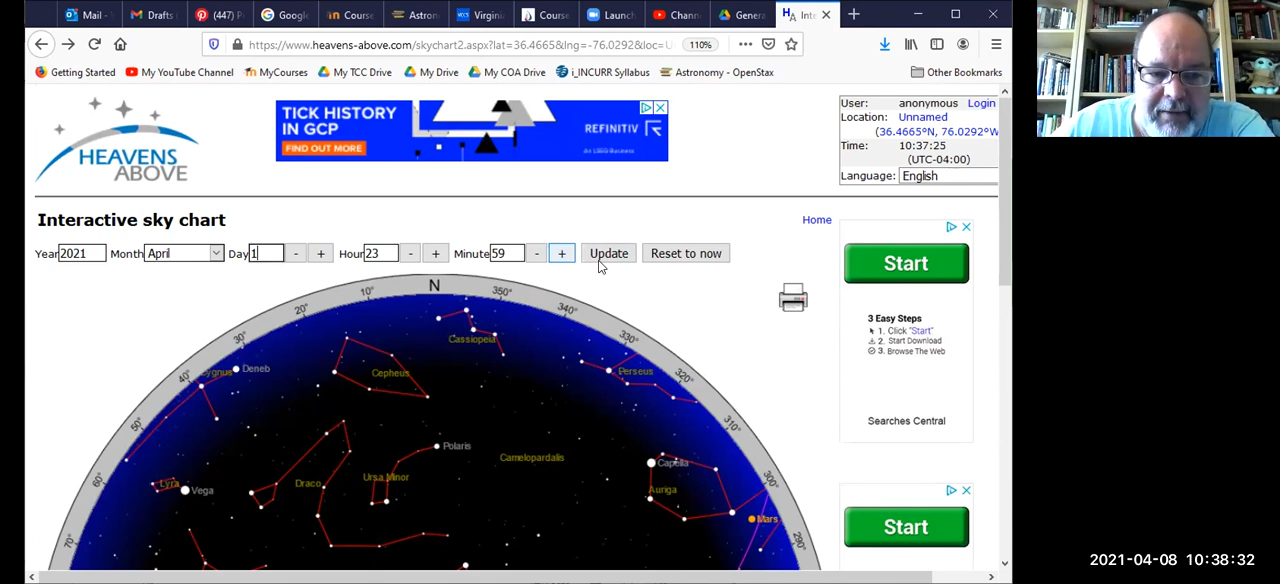 Mail -
Drafts (
(447) P
Google
Course
Astron
VCCS
Virginia
Course
Launch
Chann
Genera
H A
Inte
https://www.heavens-above.com/skychart2.aspx?lat=36.4665&lng=-76.0292&loc=U
110%
Getting Started
My YouTube Channel
MyCourses
My TCC Drive
My Drive
My COA Drive
i_INCURR Syllabus
Astronomy - OpenStax
Other Bookmarks
HEAVENS
ABOVE
TICK HISTORY
IN GCP
FIND OUT MORE
REFINITIV
An LSEG Business
User: anonymous Login
Location: Unnamed
(36.4665°N, 76.0292°W
Time: 10:37:25
(UTC-04:00)
Language: English
Interactive sky chart
Home
Year 2021 Month April Day 1 - + Hour 23 - + Minute 59 - + Update Reset to now
N
10°
350°
20°
340°
30°
330°
40°
320°
50°
310°
60°
300°
70°
290°
Cassiopeia
Cygnus
Deneb
Cepheus
Perseus
Polaris
Camelopardalis
Capella
Lyra
Vega
Draco
Ursa Minor
Auriga
Mars
Start
3 Easy Steps
1. Click "Start"
2. Start Download
3. Browse The Web
Searches Central
Start
2021-04-08 10:38:32